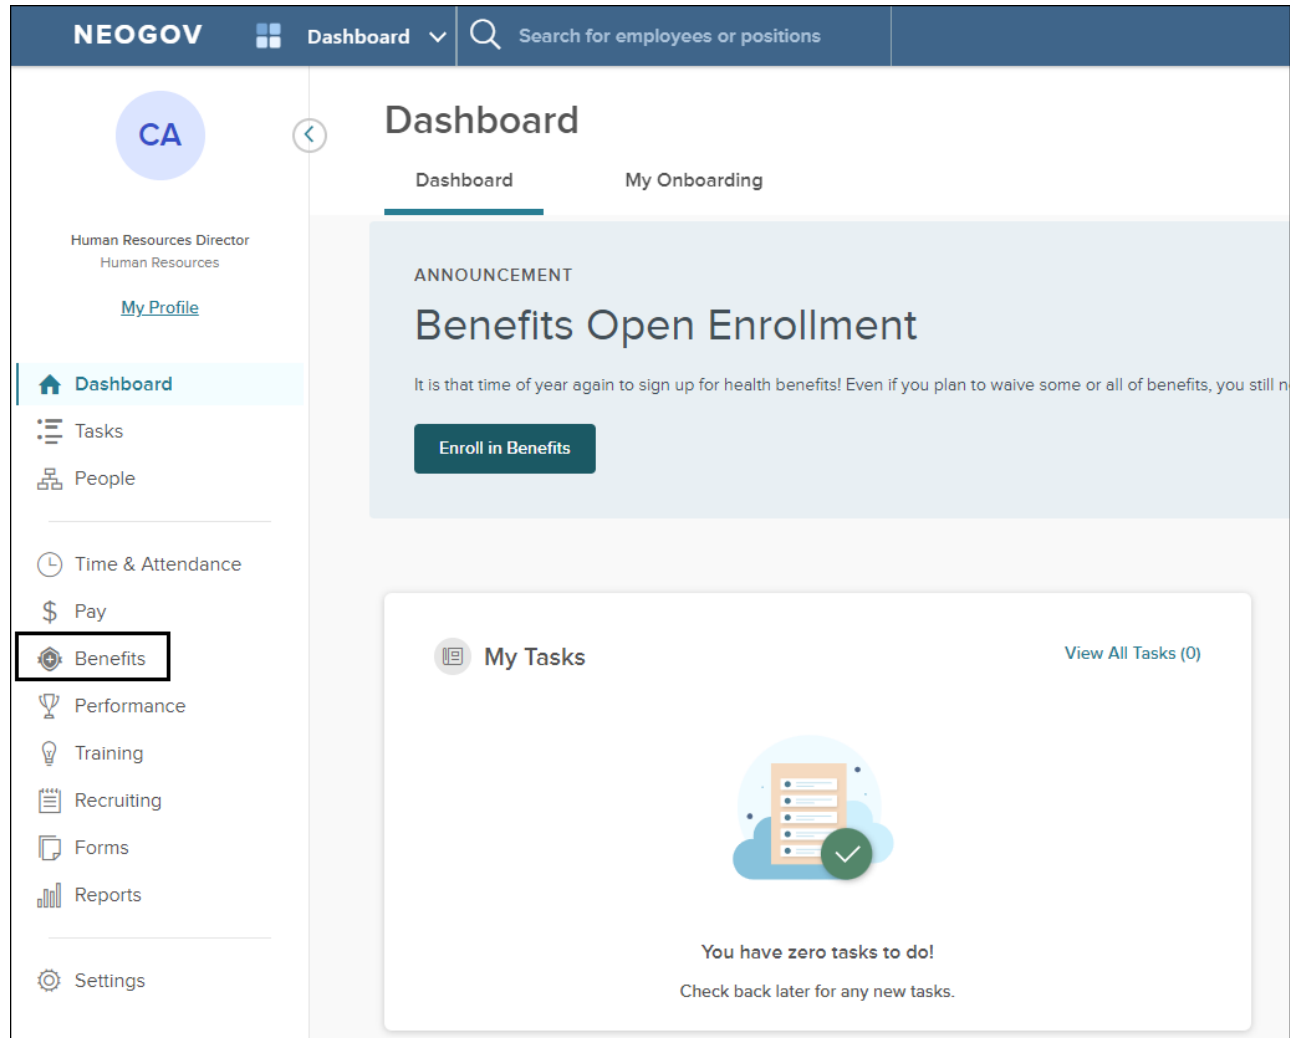 NEOGOV
Dashboard
Search for employees or positions
CA
Human Resources Director
Human Resources
My Profile
Dashboard
Tasks
People
Time & Attendance
Pay
Benefits
Performance
Training
Recruiting
Forms
Reports
Settings
Dashboard
Dashboard My Onboarding
ANNOUNCEMENT
Benefits Open Enrollment
It is that time of year again to sign up for health benefits! Even if you plan to waive some or all of benefits, you still
Enroll in Benefits
My Tasks
View All Tasks (0)
You have zero tasks to do!
Check back later for any new tasks.